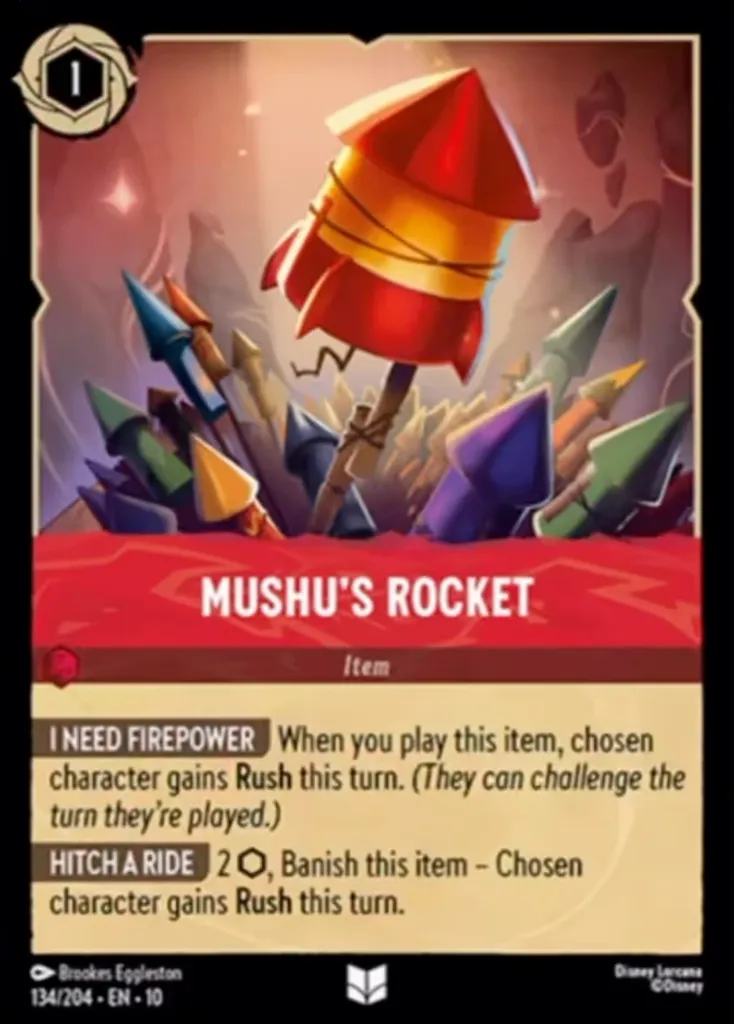 1
MUSHU'S ROCKET
Item
I NEED FIREPOWER When you play this item, chosen
character gains Rush this turn. (They can challenge the
turn they're played.)
HITCH A RIDE 2 ⬡, Banish this item – Chosen
character gains Rush this turn.
Brookes Eggleston
134/204 • EN • 10
Disney Lorcana
©Disney